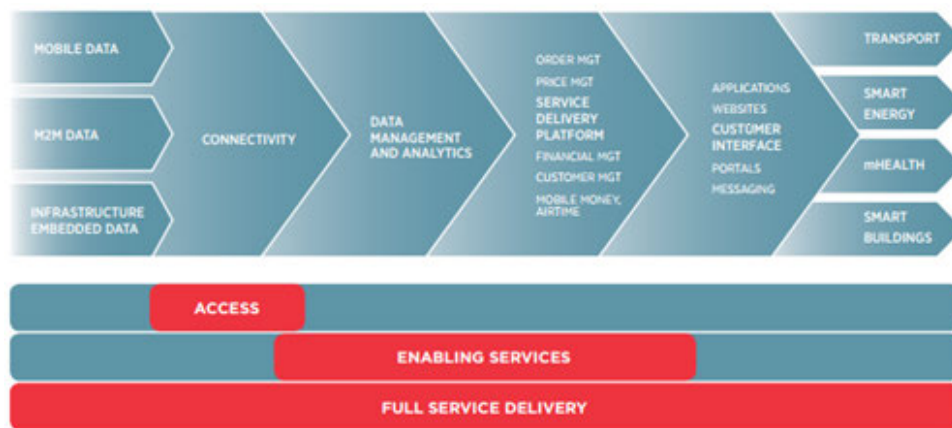 MOBILE DATA
M2M DATA
INFRASTRUCTURE
EMBEDDED DATA
CONNECTIVITY
DATA
MANAGEMENT
AND ANALYTICS
ORDER MGT
PRICE MGT
SERVICE
DELIVERY
PLATFORM
FINANCIAL MGT
CUSTOMER MGT
MOBILE MONEY,
AIRTIME
APPLICATIONS
WEBSITES
CUSTOMER
INTERFACE
PORTALS
MESSAGING
TRANSPORT
SMART
ENERGY
mHEALTH
SMART
BUILDINGS
ACCESS
ENABLING SERVICES
FULL SERVICE DELIVERY